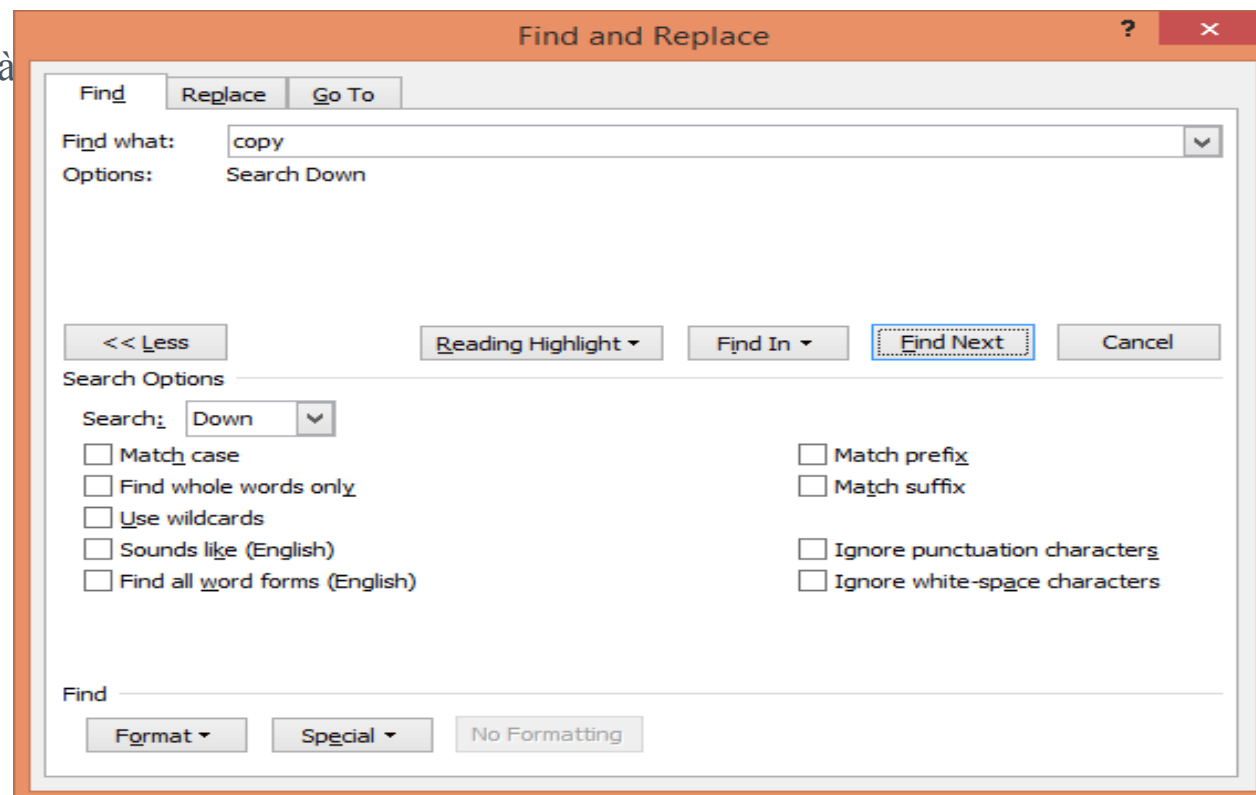 Find and Replace ?
à
Find Replace Go To
Find what: copy
Options: Search Down
<< Less Reading Highlight Find In Find Next Cancel
Search Options
Search: Down
Match case Match prefix
Find whole words only Match suffix
Use wildcards
Sounds like (English) Ignore punctuation characters
Find all word forms (English) Ignore white-space characters
Find
Format Special No Formatting